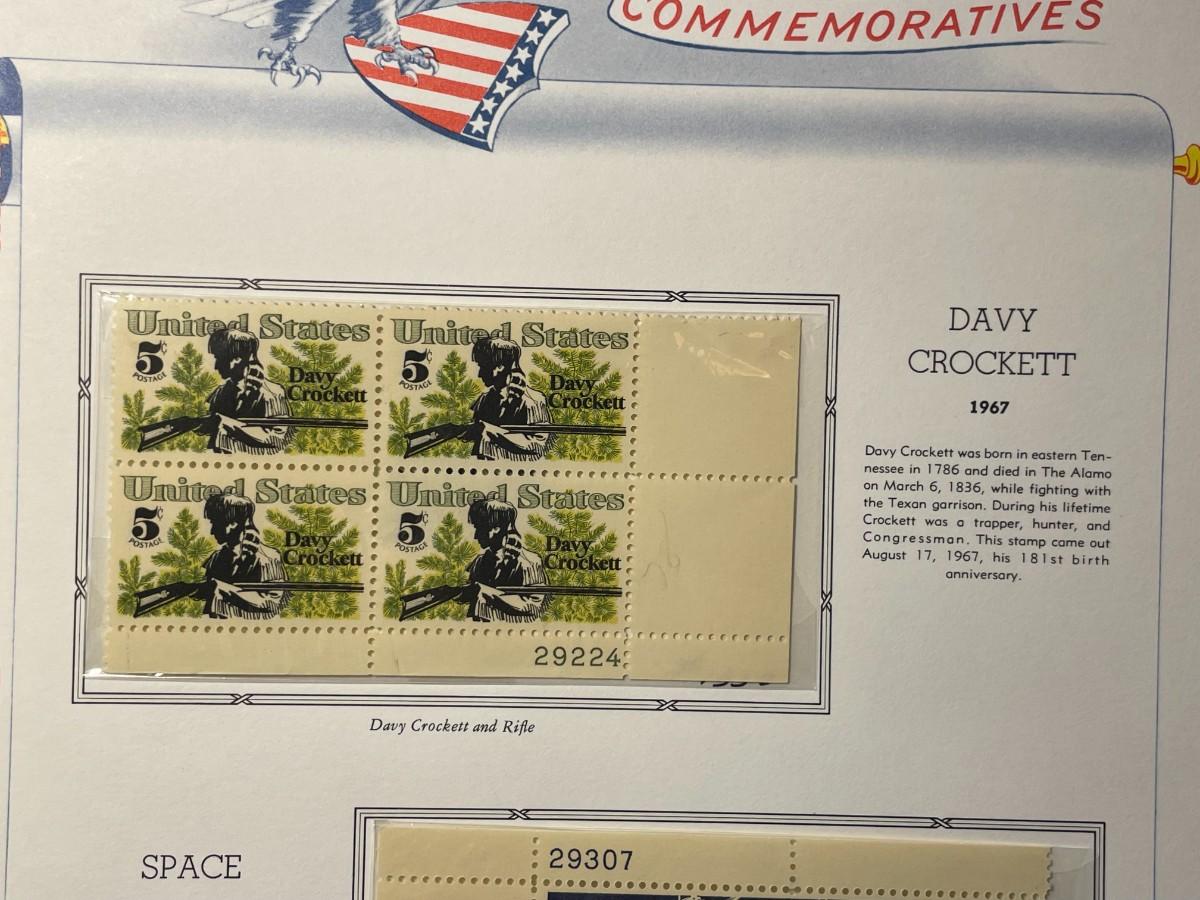 COMMEMORATIVES
United States United States
5c POSTAGE Davy Crockett 5c POSTAGE Davy Crockett
United States United States
5c POSTAGE Davy Crockett 5c POSTAGE Davy Crockett
29224
Davy Crockett and Rifle
DAVY
CROCKETT
1967
Davy Crockett was born in eastern Ten-
nessee in 1786 and died in The Alamo
on March 6, 1836, while fighting with
the Texan garrison. During his lifetime
Crockett was a trapper, hunter, and
Congressman. This stamp came out
August 17, 1967, his 181st birth
anniversary.
SPACE
29307